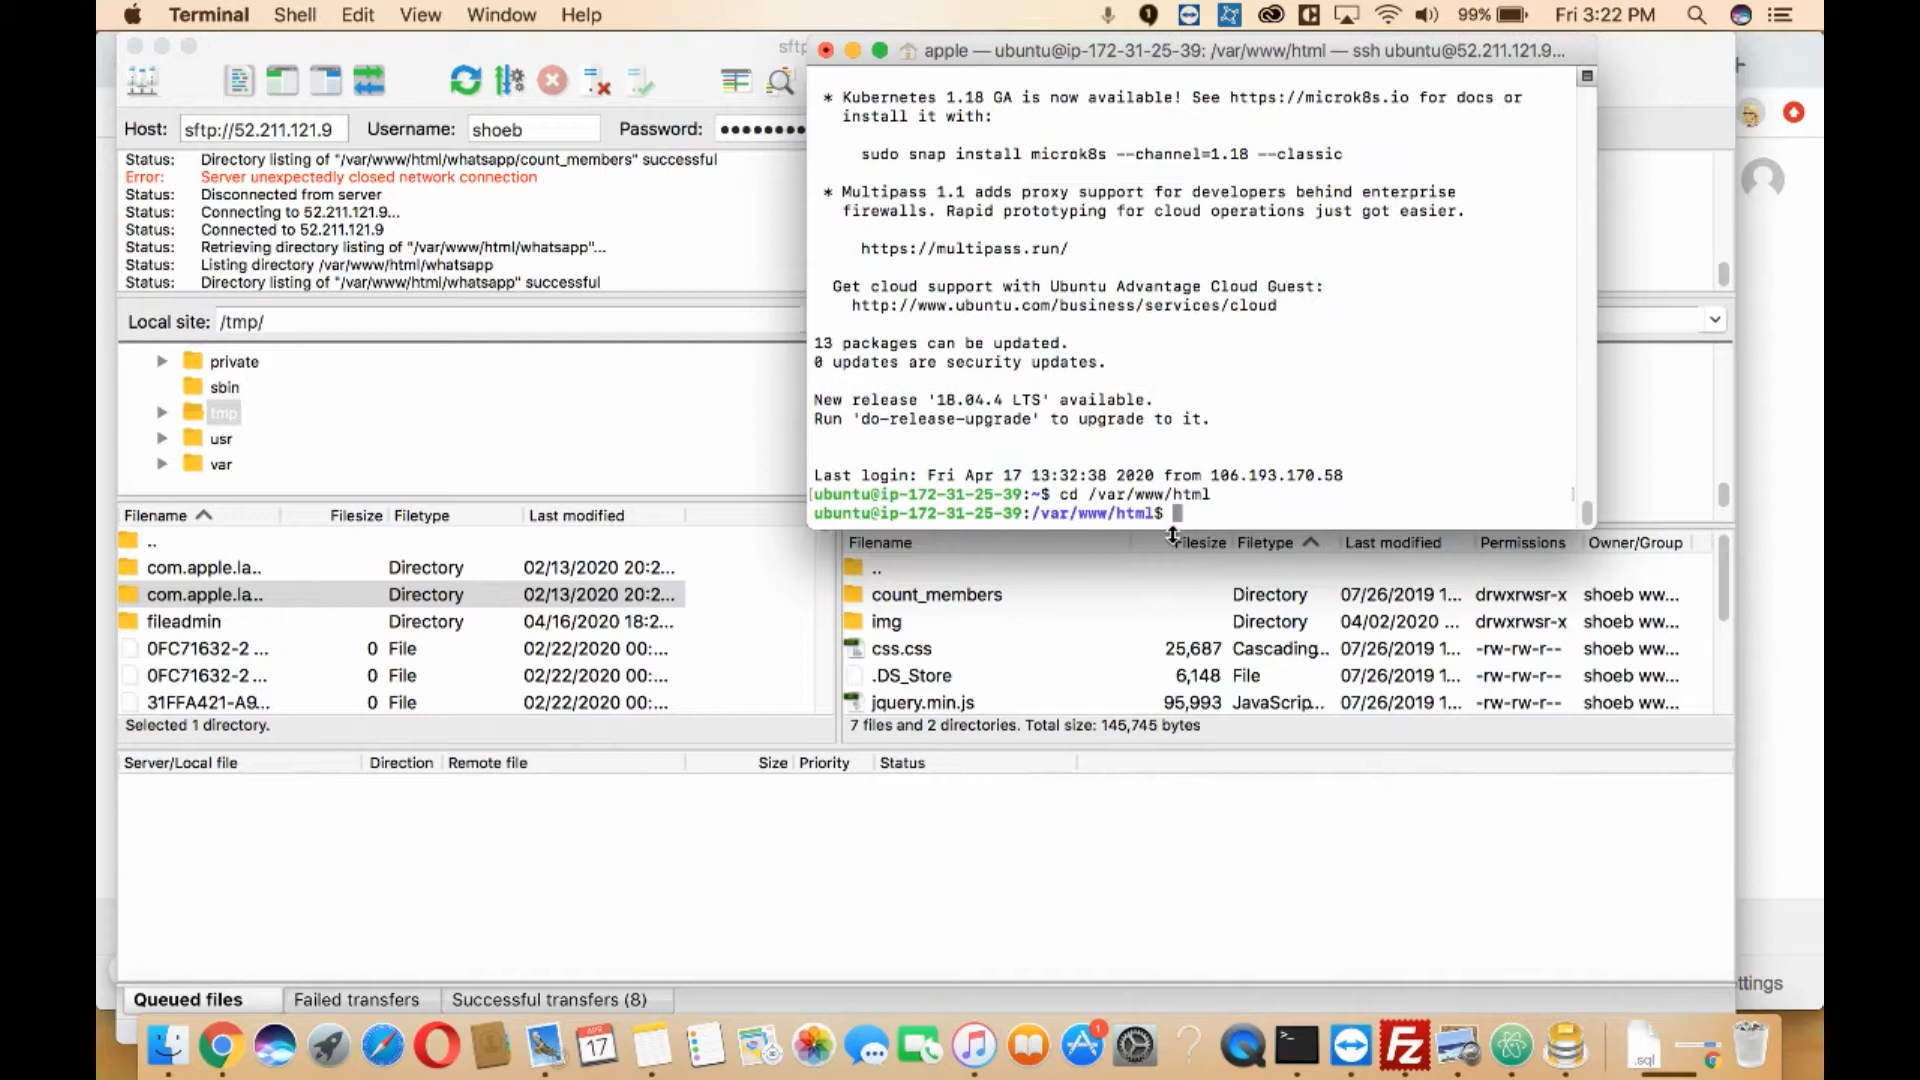 Terminal Shell Edit View Window Help
99% Fri 3:22 PM
sftp
apple — ubuntu@ip-172-31-25-39: /var/www/html — ssh ubuntu@52.211.121.9...
* Kubernetes 1.18 GA is now available! See https://microk8s.io for docs or
install it with:
sudo snap install microk8s --channel=1.18 --classic
* Multipass 1.1 adds proxy support for developers behind enterprise
firewalls. Rapid prototyping for cloud operations just got easier.
https://multipass.run/
Get cloud support with Ubuntu Advantage Cloud Guest:
http://www.ubuntu.com/business/services/cloud
13 packages can be updated.
0 updates are security updates.
New release '18.04.4 LTS' available.
Run 'do-release-upgrade' to upgrade to it.
Last login: Fri Apr 17 13:32:38 2020 from 106.193.170.58
[ubuntu@ip-172-31-25-39:~$ cd /var/www/html ]
ubuntu@ip-172-31-25-39:/var/www/html$
Host: sftp://52.211.121.9 Username: shoeb Password: ●●●●●●●●
Status: Directory listing of "/var/www/html/whatsapp/count_members" successful
Error: Server unexpectedly closed network connection
Status: Disconnected from server
Status: Connecting to 52.211.121.9...
Status: Connected to 52.211.121.9
Status: Retrieving directory listing of "/var/www/html/whatsapp"...
Status: Listing directory /var/www/html/whatsapp
Status: Directory listing of "/var/www/html/whatsapp" successful
Local site: /tmp/
private
sbin
tmp
usr
var
Filename Filesize Filetype Last modified
..
com.apple.la... Directory 02/13/2020 20:2...
com.apple.la... Directory 02/13/2020 20:2...
fileadmin Directory 04/16/2020 18:2...
0FC71632-2 ... 0 File 02/22/2020 00:...
0FC71632-2 ... 0 File 02/22/2020 00:...
31FFA421-A9... 0 File 02/22/2020 00:...
Selected 1 directory.
Filename Filesize Filetype Last modified Permissions Owner/Group
..
count_members Directory 07/26/2019 1... drwxrwsr-x shoeb ww...
img Directory 04/02/2020 ... drwxrwsr-x shoeb ww...
css.css 25,687 Cascading... 07/26/2019 1... -rw-rw-r-- shoeb ww...
.DS_Store 6,148 File 07/26/2019 1... -rw-rw-r-- shoeb ww...
jquery.min.js 95,993 JavaScrip... 07/26/2019 1... -rw-rw-r-- shoeb ww...
7 files and 2 directories. Total size: 145,745 bytes
Server/Local file Direction Remote file Size Priority Status
ttings
Queued files Failed transfers Successful transfers (8)
APR
17
1
>_
Fz
.sql